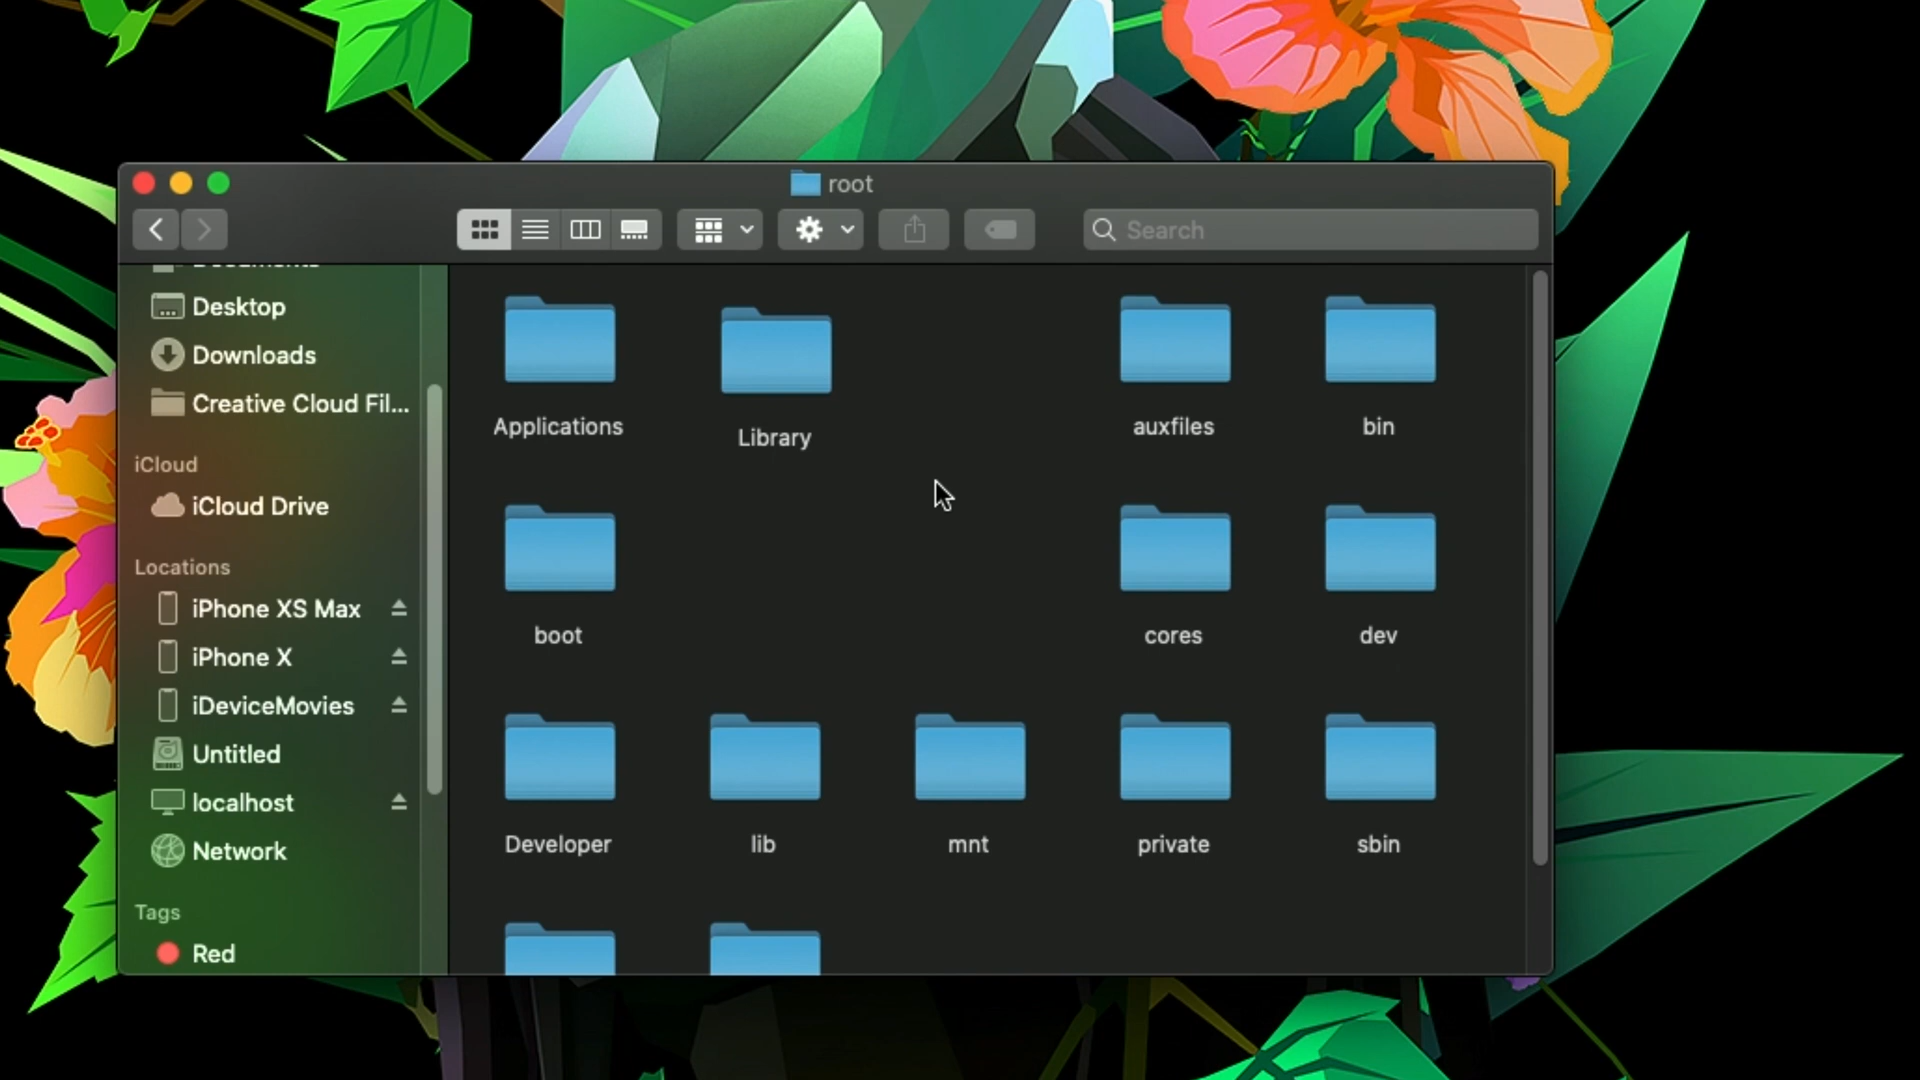 root
Search
Documents
Desktop
Downloads
Creative Cloud Fil...
iCloud
iCloud Drive
Locations
iPhone XS Max
iPhone X
iDeviceMovies
Untitled
localhost
Network
Tags
Red
Applications
Library
auxfiles
bin
boot
cores
dev
Developer
lib
mnt
private
sbin